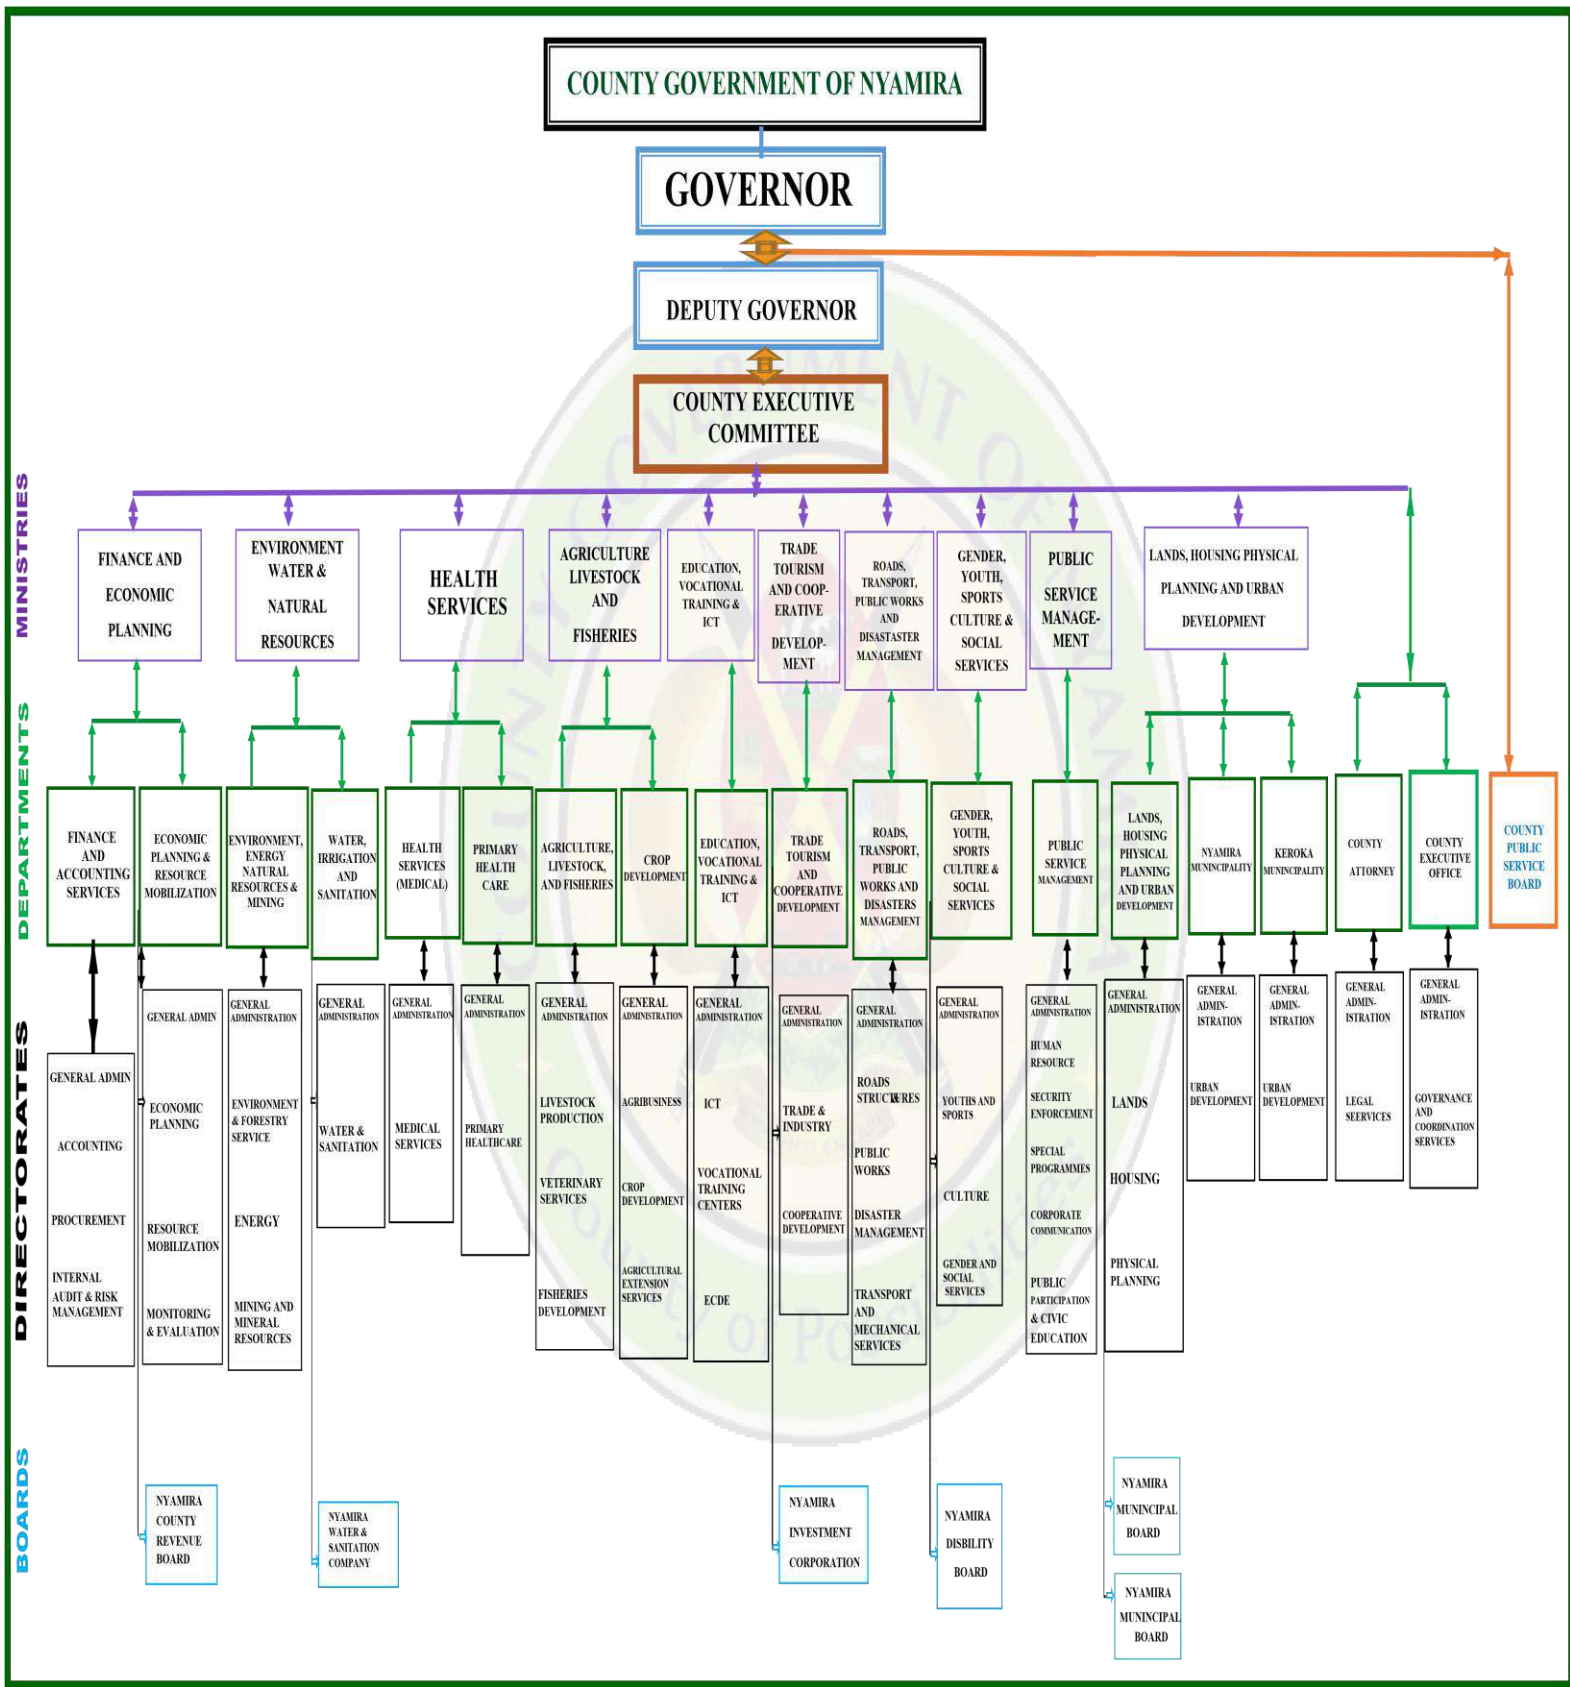 COUNTY GOVERNMENT OF NYAMIRA
GOVERNOR
DEPUTY GOVERNOR
COUNTY EXECUTIVE
COMMITTEE
MINISTRIES
FINANCE AND
ECONOMIC
PLANNING
ENVIRONMENT
WATER &
NATURAL
RESOURCES
HEALTH
SERVICES
AGRICULTURE
LIVESTOCK
AND
FISHERIES
EDUCATION,
VOCATIONAL
TRAINING &
ICT
TRADE
TOURISM
AND COOP-
ERATIVE
DEVELOP-
MENT
ROADS,
TRANSPORT,
PUBLIC WORKS
AND
DISASTASTER
MANAGEMENT
GENDER,
YOUTH,
SPORTS
CULTURE &
SOCIAL
SERVICES
PUBLIC
SERVICE
MANAGE-
MENT
LANDS, HOUSING PHYSICAL
PLANNING AND URBAN
DEVELOPMENT
DEPARTMENTS
FINANCE
AND
ACCOUNTING
SERVICES
ECONOMIC
PLANNING &
RESOURCE
MOBILIZATION
ENVIRONMENT,
ENERGY
NATURAL
RESOURCES &
MINING
WATER,
IRRIGATION
AND
SANITATION
HEALTH
SERVICES
(MEDICAL)
PRIMARY
HEALTH
CARE
AGRICULTURE,
LIVESTOCK,
AND FISHERIES
CROP
DEVELOPMENT
EDUCATION,
VOCATIONAL
TRAINING &
ICT
TRADE
TOURISM
AND
COOPERATIVE
DEVELOPMENT
ROADS,
TRANSPORT,
PUBLIC
WORKS AND
DISASTERS
MANAGEMENT
GENDER,
YOUTH,
SPORTS
CULTURE &
SOCIAL
SERVICES
PUBLIC
SERVICE
MANAGEMENT
LANDS,
HOUSING
PHYSICAL
PLANNING
AND URBAN
DEVELOPMENT
NYAMIRA
MUNINCIPALITY
KEROKA
MUNINCIPALITY
COUNTY
ATTORNEY
COUNTY
EXECUTIVE
OFFICE
COUNTY
PUBLIC
SERVICE
BOARD
DIRECTORATES
GENERAL ADMIN
ACCOUNTING
PROCUREMENT
INTERNAL
AUDIT & RISK
MANAGEMENT
GENERAL ADMIN
ECONOMIC
PLANNING
RESOURCE
MOBILIZATION
MONITORING
& EVALUATION
GENERAL
ADMINISTRATION
ENVIRONMENT
& FORESTRY
SERVICE
ENERGY
MINING AND
MINERAL
RESOURCES
GENERAL
ADMINISTRATION
WATER &
SANITATION
GENERAL
ADMINISTRATION
MEDICAL
SERVICES
GENERAL
ADMINISTRATION
PRIMARY
HEALTHCARE
GENERAL
ADMINISTRATION
LIVESTOCK
PRODUCTION
VETERINARY
SERVICES
FISHERIES
DEVELOPMENT
GENERAL
ADMINISTRATION
AGRIBUSINESS
CROP
DEVELOPMENT
AGRICULTURAL
EXTENSION
SERVICES
GENERAL
ADMINISTRATION
ICT
VOCATIONAL
TRAINING
CENTERS
ECDE
GENERAL
ADMINISTRATION
TRADE &
INDUSTRY
COOPERATIVE
DEVELOPMENT
GENERAL
ADMINISTRATION
ROADS &
STRUCTURES
PUBLIC
WORKS
DISASTER
MANAGEMENT
TRANSPORT
AND
MECHANICAL
SERVICES
GENERAL
ADMINISTRATION
YOUTHS AND
SPORTS
CULTURE
GENDER AND
SOCIAL
SERVICES
GENERAL
ADMINISTRATION
HUMAN
RESOURCE
SECURITY
ENFORCEMENT
SPECIAL
PROGRAMMES
CORPORATE
COMMUNICATION
PUBLIC
PARTICIPATION
& CIVIC
EDUCATION
GENERAL
ADMINISTRATION
LANDS
HOUSING
PHYSICAL
PLANNING
GENERAL
ADMIN-
ISTRATION
URBAN
DEVELOPMENT
GENERAL
ADMIN-
ISTRATION
URBAN
DEVELOPMENT
GENERAL
ADMIN-
ISTRATION
LEGAL
SEERVICES
GENERAL
ADMIN-
ISTRATION
GOVERNANCE
AND
COORDINATION
SERVICES
BOARDS
NYAMIRA
COUNTY
REVENUE
BOARD
NYAMIRA
WATER &
SANITATION
COMPANY
NYAMIRA
INVESTMENT
CORPORATION
NYAMIRA
DISBILITY
BOARD
NYAMIRA
MUNINCIPAL
BOARD
NYAMIRA
MUNINCIPAL
BOARD
COUNTY GOVERNMENT OF NYAMIRA
County of Possibilities